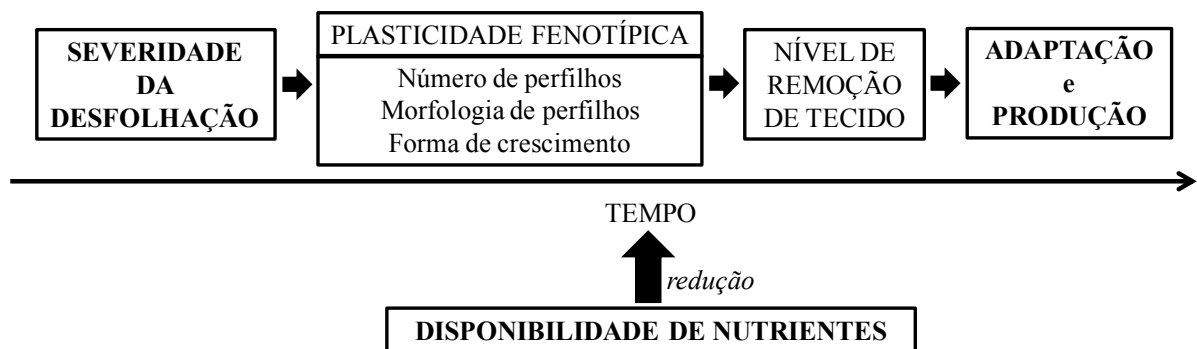 SEVERIDADE
DA
DESFOLHAÇÃO
PLASTICIDADE FENOTÍPICA
Número de perfilhos
Morfologia de perfilhos
Forma de crescimento
NÍVEL DE
REMOÇÃO
DE TECIDO
ADAPTAÇÃO
e
PRODUÇÃO
TEMPO
redução
DISPONIBILIDADE DE NUTRIENTES